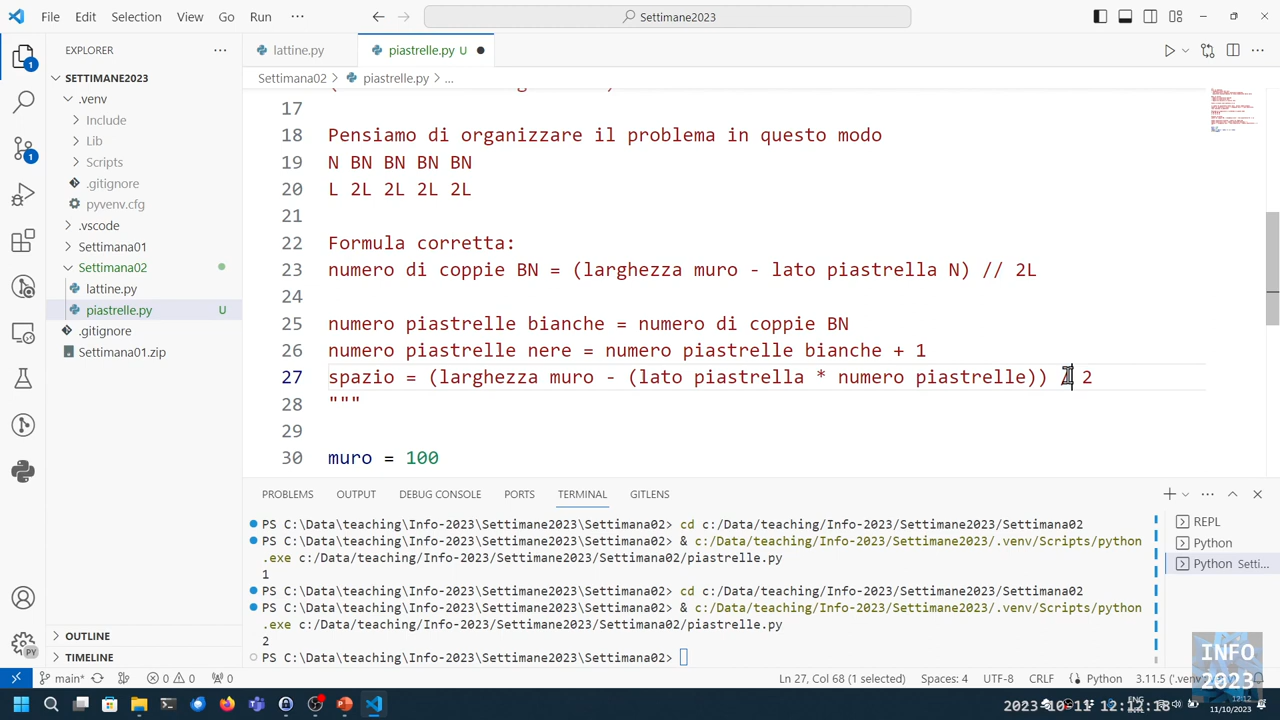 File Edit Selection View Go Run ··· Settimane2023
EXPLORER ··· lattine.py piastrelle.py U
SETTIMANE2023 Settimana02 > piastrelle.py > ...
.venv
Include
Lib
Scripts
.gitignore
pyvenv.cfg
.vscode
Settimana01
Settimana02
lattine.py
piastrelle.py U
.gitignore
Settimana01.zip
OUTLINE
TIMELINE
17
18 Pensiamo di organizzare il problema in questo modo
19 N BN BN BN BN
20 L 2L 2L 2L 2L
21
22 Formula corretta:
23 numero di coppie BN = (larghezza muro - lato piastrella N) // 2L
24
25 numero piastrelle bianche = numero di coppie BN
26 numero piastrelle nere = numero piastrelle bianche + 1
27 spazio = (larghezza muro - (lato piastrella * numero piastrelle)) / 2
28 """
29
30 muro = 100
PROBLEMS OUTPUT DEBUG CONSOLE PORTS TERMINAL GITLENS
PS C:\Data\teaching\Info-2023\Settimane2023\Settimana02> cd c:/Data/teaching/Info-2023/Settimane2023/Settimana02
PS C:\Data\teaching\Info-2023\Settimane2023\Settimana02> & c:/Data/teaching/Info-2023/Settimane2023/.venv/Scripts/python
.exe c:/Data/teaching/Info-2023/Settimane2023/Settimana02/piastrelle.py
1
PS C:\Data\teaching\Info-2023\Settimane2023\Settimana02> cd c:/Data/teaching/Info-2023/Settimane2023/Settimana02
PS C:\Data\teaching\Info-2023\Settimane2023\Settimana02> & c:/Data/teaching/Info-2023/Settimane2023/.venv/Scripts/python
.exe c:/Data/teaching/Info-2023/Settimane2023/Settimana02/piastrelle.py
2
PS C:\Data\teaching\Info-2023\Settimane2023\Settimana02>
REPL
Python
Python Setti...
INFO
2023
main* 0 0 0 Ln 27, Col 68 (1 selected) Spaces: 4 UTF-8 CRLF Python 3.11.5 ('.venv'
ENG
12:12
11/10/2023